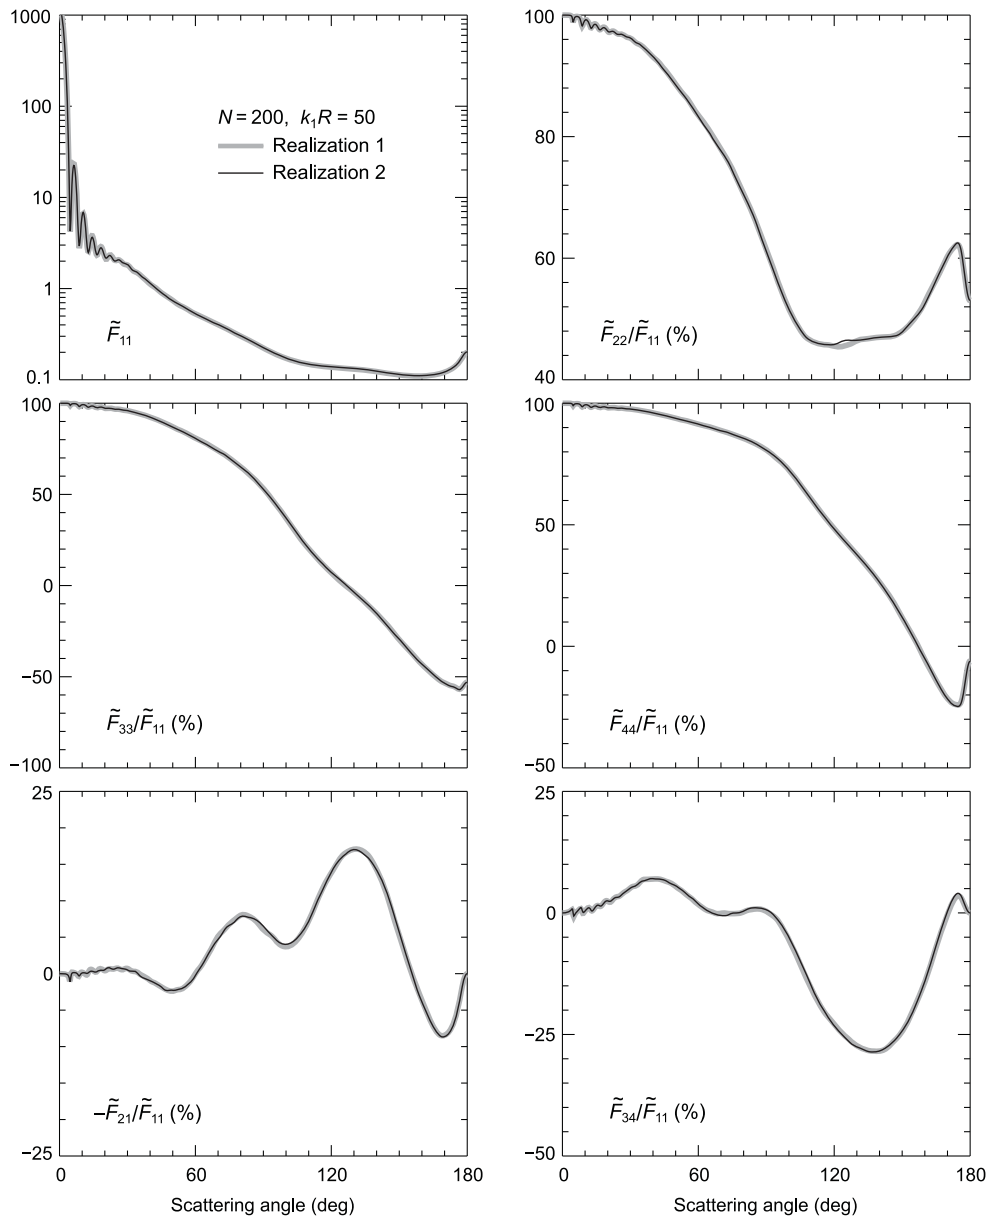 1000
100
10
1
0.1
N = 200, k₁R = 50
Realization 1
Realization 2
F̃₁₁
100
80
60
40
F̃₂₂/F̃₁₁ (%)
100
50
0
−50
−100
F̃₃₃/F̃₁₁ (%)
100
50
0
−50
F̃₄₄/F̃₁₁ (%)
25
0
−25
−F̃₂₁/F̃₁₁ (%)
0 60 120 180
Scattering angle (deg)
25
0
−25
−50
F̃₃₄/F̃₁₁ (%)
0 60 120 180
Scattering angle (deg)